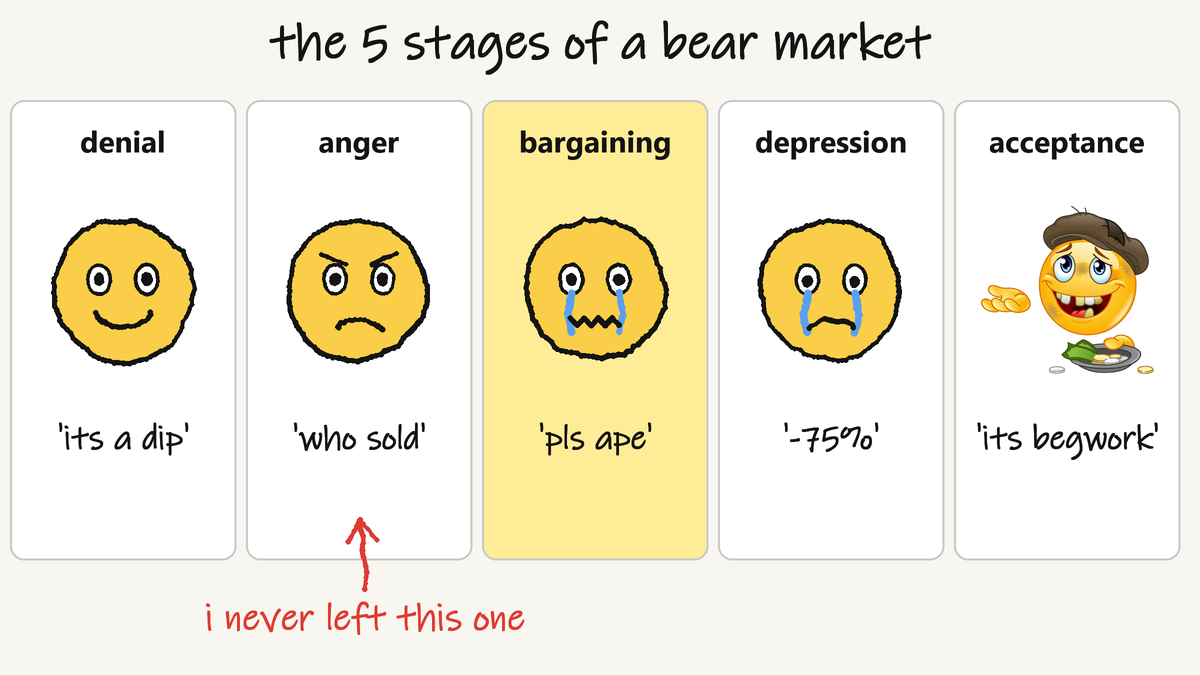 the 5 stages of a bear market
denial
anger
bargaining
depression
acceptance
'its a dip'
'who sold'
'pls ape'
'-75%'
'its begwork'
i never left this one